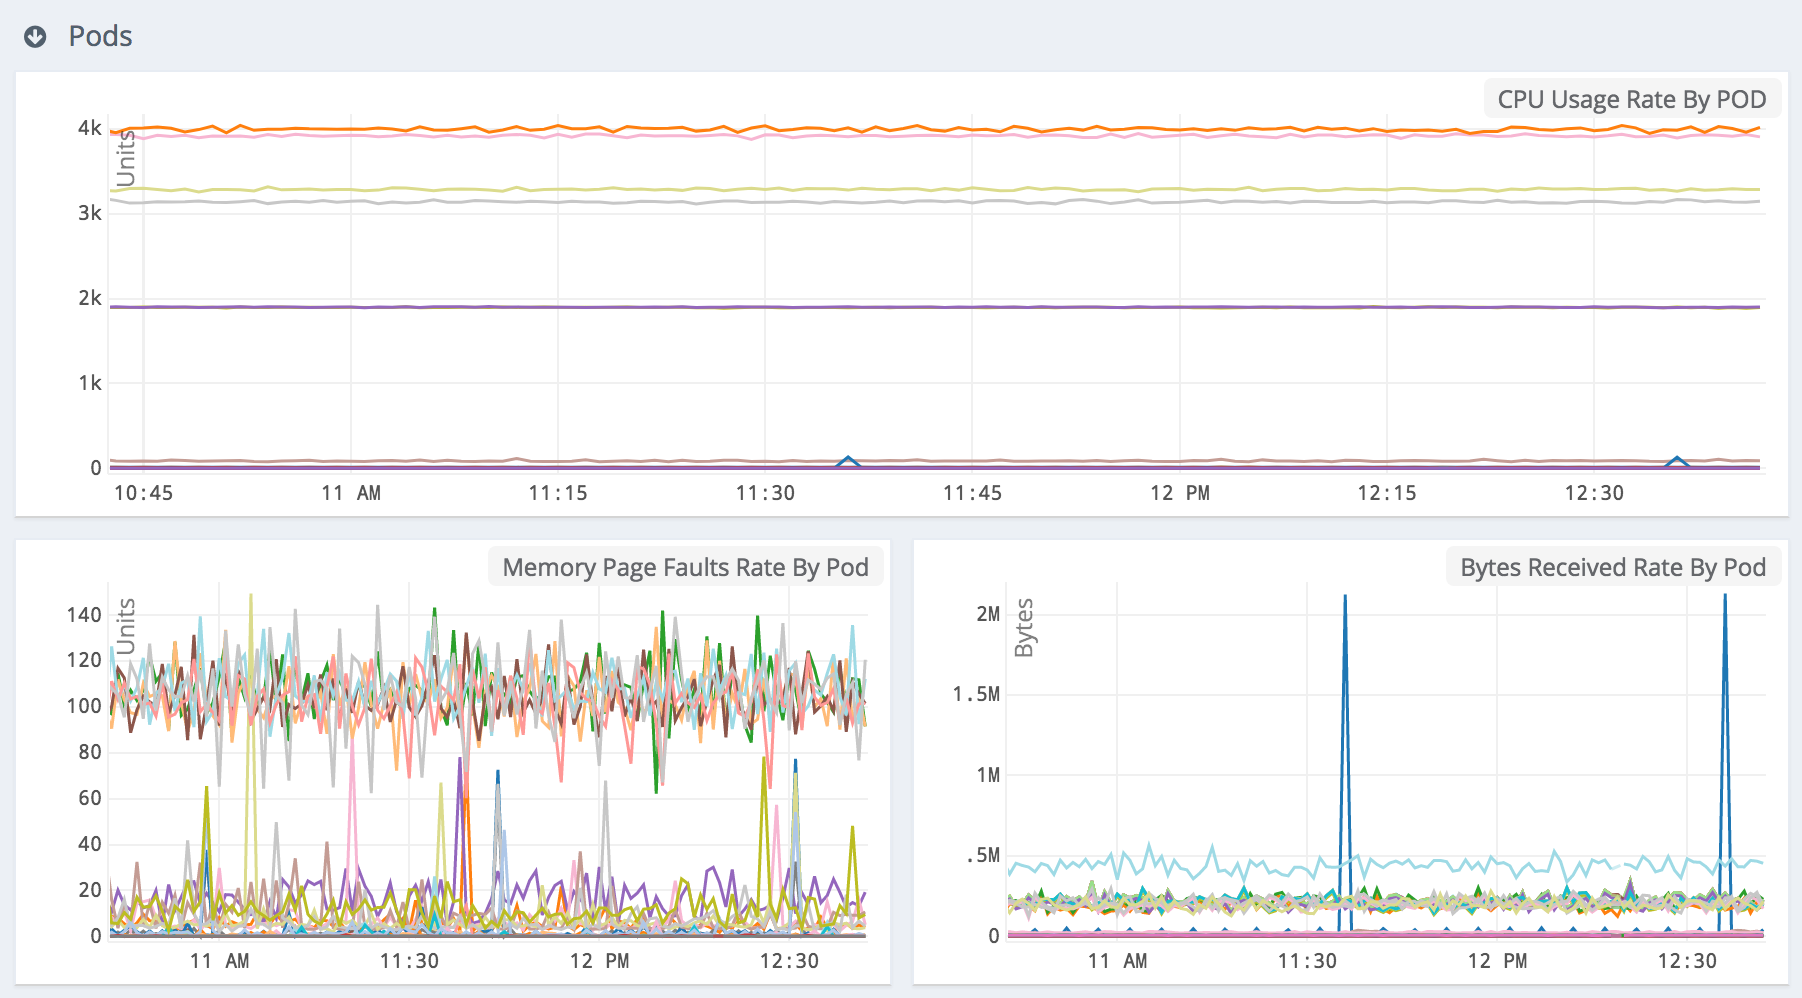 Pods
CPU Usage Rate By POD
Units
4k
3k
2k
1k
0
10:45 11 AM 11:15 11:30 11:45 12 PM 12:15 12:30
Memory Page Faults Rate By Pod
Units
140
120
100
80
60
40
20
0
11 AM 11:30 12 PM 12:30
Bytes Received Rate By Pod
Bytes
2M
1.5M
1M
.5M
0
11 AM 11:30 12 PM 12:30